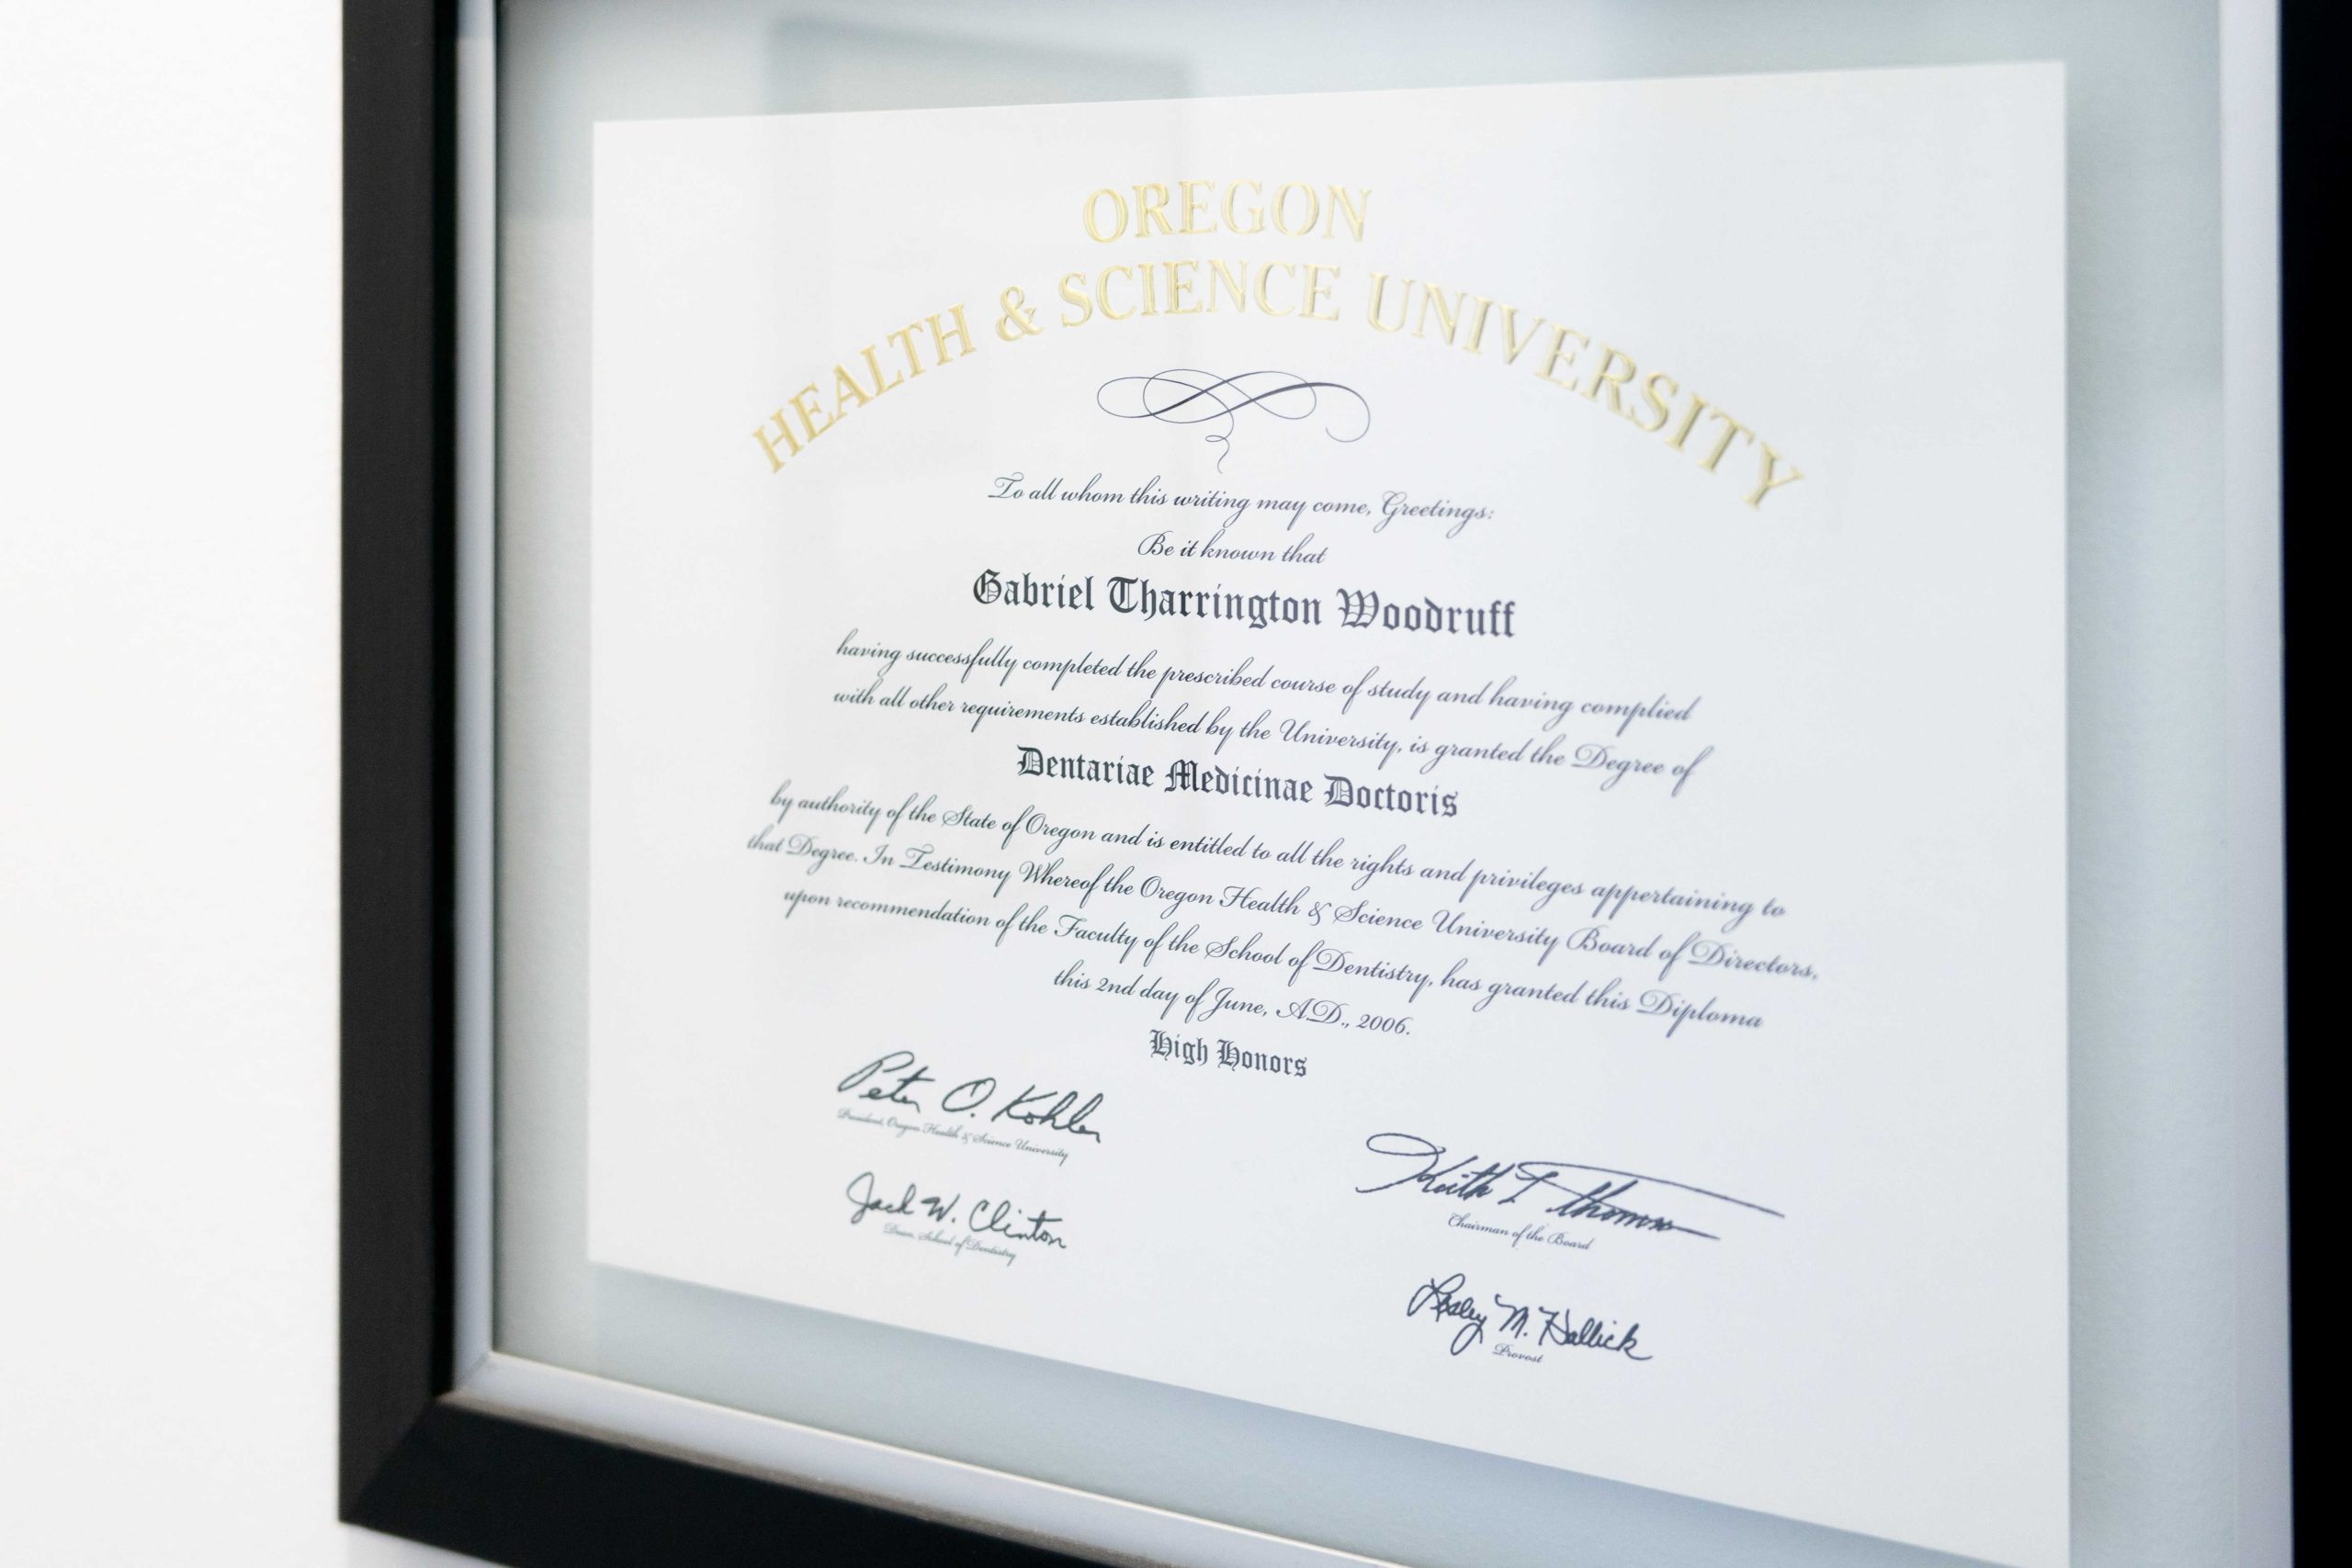 OREGON
HEALTH & SCIENCE UNIVERSITY
To all whom this writing may come, Greetings:
Be it known that
Gabriel Tharrington Woodruff
having successfully completed the prescribed course of study and having complied
with all other requirements established by the University, is granted the Degree of
Dentariae Medicinae Doctoris
by authority of the State of Oregon and is entitled to all the rights and privileges appertaining to
that Degree. In Testimony Whereof the Oregon Health & Science University Board of Directors,
upon recommendation of the Faculty of the School of Dentistry, has granted this Diploma
this 2nd day of June, A.D., 2006.
High Honors
Peter O. Kohler
President, Oregon Health & Science University
Keith L Thomson
Chairman of the Board
Jack W. Clinton
Dean, School of Dentistry
Lesley M. Hallick
Provost